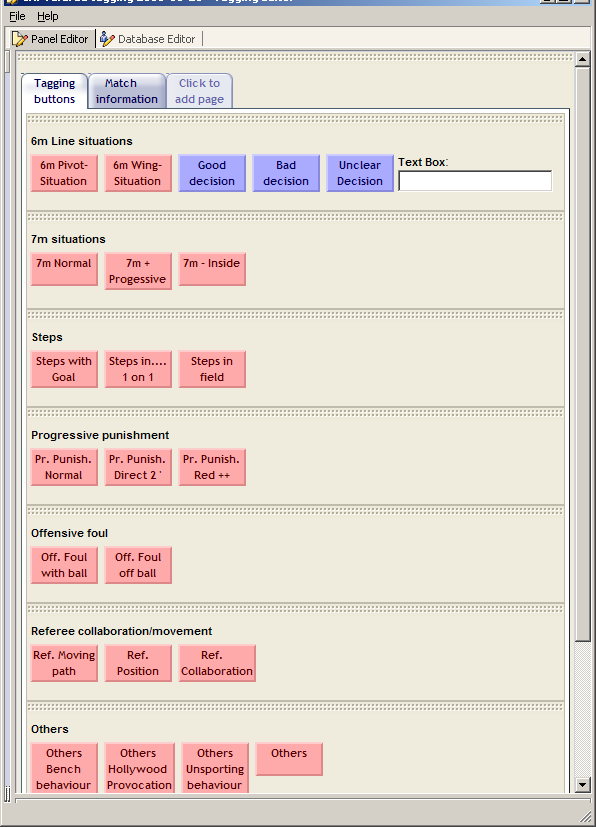 File Help
Panel Editor Database Editor
Tagging buttons
Match information
Click to add page
6m Line situations
6m Pivot-
Situation
6m Wing-
Situation
Good
decision
Bad
decision
Unclear
Decision
Text Box:
7m situations
7m Normal
7m +
Progessive
7m - Inside
Steps
Steps with
Goal
Steps in....
1 on 1
Steps in
field
Progressive punishment
Pr. Punish.
Normal
Pr. Punish.
Direct 2 '
Pr. Punish.
Red ++
Offensive foul
Off. Foul
with ball
Off. Foul
off ball
Referee collaboration/movement
Ref. Moving
path
Ref.
Position
Ref.
Collaboration
Others
Others
Bench
behaviour
Others
Hollywood
Provocation
Others
Unsporting
behaviour
Others